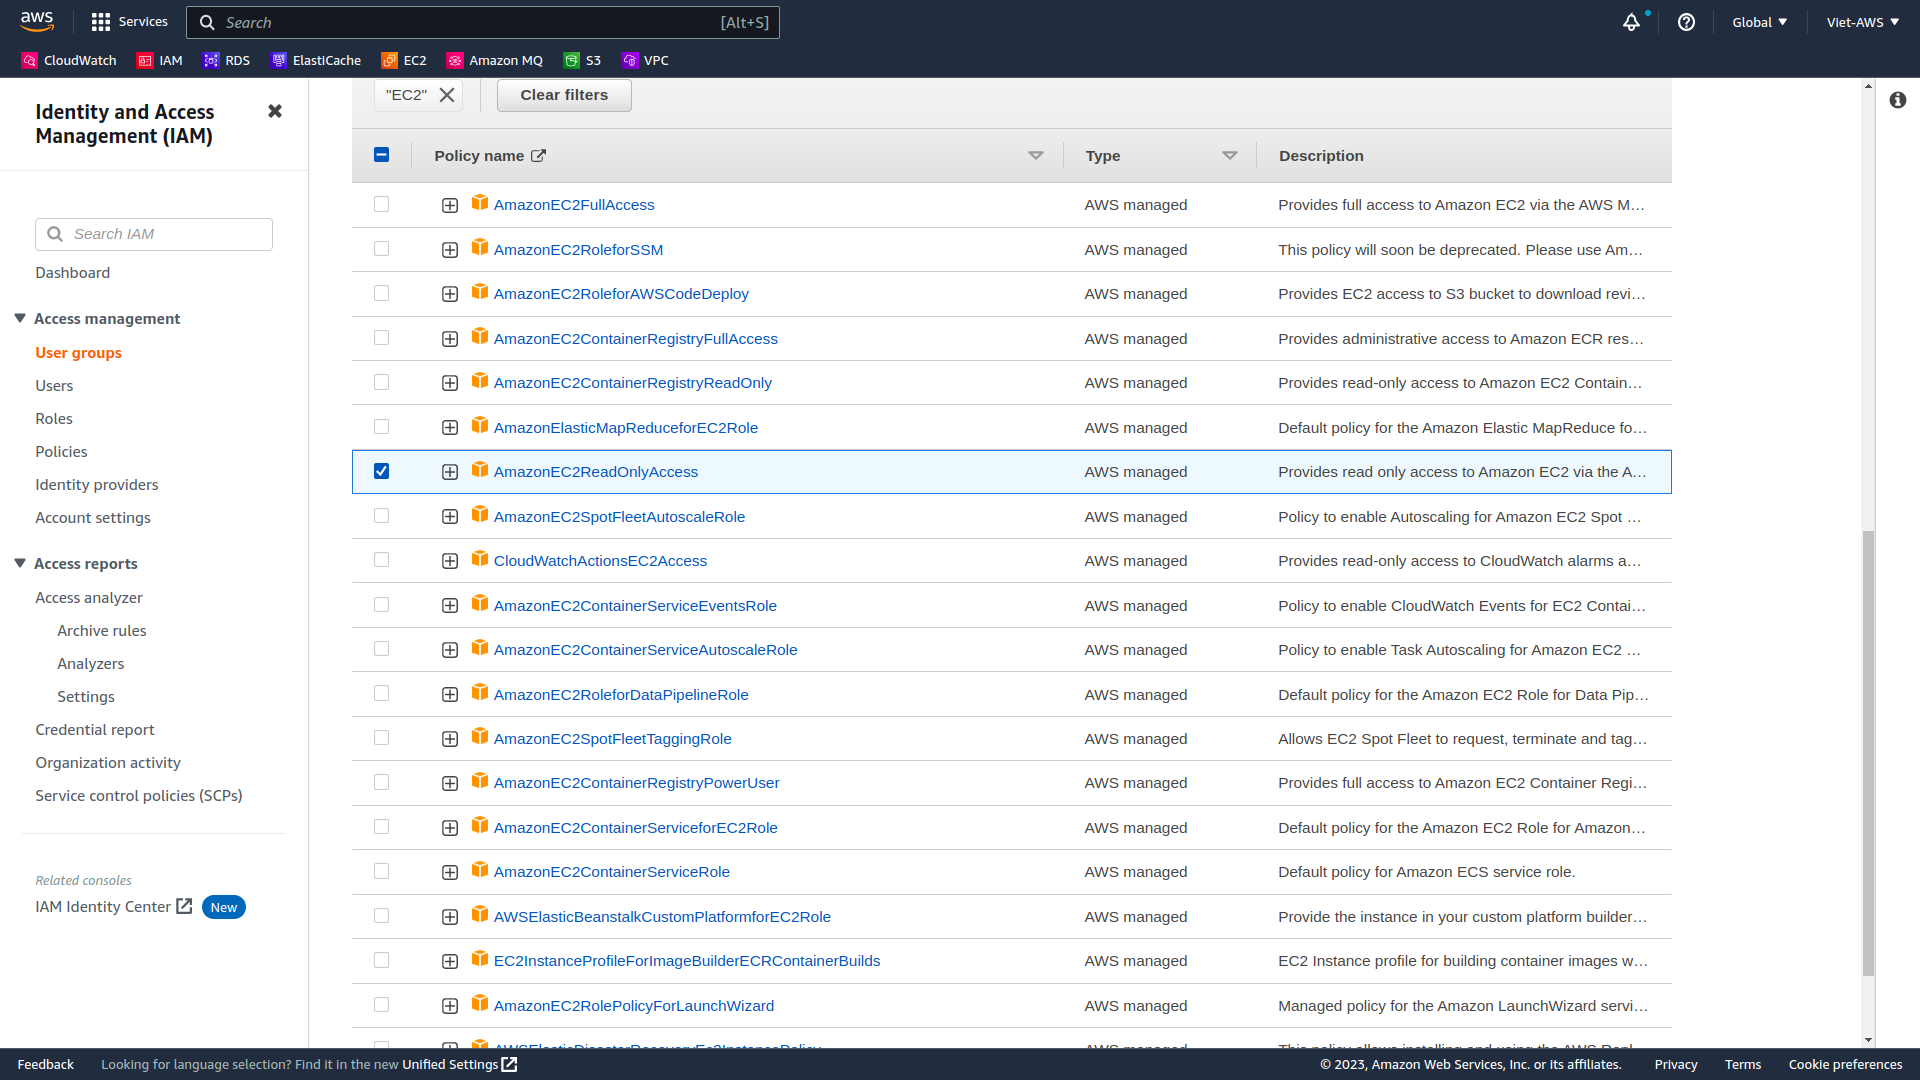 aws
Services
Search
[Alt+S]
Global
Viet-AWS
CloudWatch
IAM
RDS
ElastiCache
EC2
Amazon MQ
S3
VPC
Identity and Access Management (IAM)
Search IAM
Dashboard
Access management
User groups
Users
Roles
Policies
Identity providers
Account settings
Access reports
Access analyzer
Archive rules
Analyzers
Settings
Credential report
Organization activity
Service control policies (SCPs)
Related consoles
IAM Identity Center New
"EC2"
Clear filters
Policy name Type Description
AmazonEC2FullAccess AWS managed Provides full access to Amazon EC2 via the AWS M…
AmazonEC2RoleforSSM AWS managed This policy will soon be deprecated. Please use Am…
AmazonEC2RoleforAWSCodeDeploy AWS managed Provides EC2 access to S3 bucket to download revi…
AmazonEC2ContainerRegistryFullAccess AWS managed Provides administrative access to Amazon ECR res…
AmazonEC2ContainerRegistryReadOnly AWS managed Provides read-only access to Amazon EC2 Contain…
AmazonElasticMapReduceforEC2Role AWS managed Default policy for the Amazon Elastic MapReduce fo…
AmazonEC2ReadOnlyAccess AWS managed Provides read only access to Amazon EC2 via the A…
AmazonEC2SpotFleetAutoscaleRole AWS managed Policy to enable Autoscaling for Amazon EC2 Spot …
CloudWatchActionsEC2Access AWS managed Provides read-only access to CloudWatch alarms a…
AmazonEC2ContainerServiceEventsRole AWS managed Policy to enable CloudWatch Events for EC2 Contai…
AmazonEC2ContainerServiceAutoscaleRole AWS managed Policy to enable Task Autoscaling for Amazon EC2 …
AmazonEC2RoleforDataPipelineRole AWS managed Default policy for the Amazon EC2 Role for Data Pip…
AmazonEC2SpotFleetTaggingRole AWS managed Allows EC2 Spot Fleet to request, terminate and tag…
AmazonEC2ContainerRegistryPowerUser AWS managed Provides full access to Amazon EC2 Container Regi…
AmazonEC2ContainerServiceforEC2Role AWS managed Default policy for the Amazon EC2 Role for Amazon…
AmazonEC2ContainerServiceRole AWS managed Default policy for Amazon ECS service role.
AWSElasticBeanstalkCustomPlatformforEC2Role AWS managed Provide the instance in your custom platform builder…
EC2InstanceProfileForImageBuilderECRContainerBuilds AWS managed EC2 Instance profile for building container images w…
AmazonEC2RolePolicyForLaunchWizard AWS managed Managed policy for the Amazon LaunchWizard servi…
AWSElasticDisasterRecoveryEc2InstancePolicy AWS managed This policy allows installing and using the AWS Repl…
Feedback
Looking for language selection? Find it in the new Unified Settings
© 2023, Amazon Web Services, Inc. or its affiliates.
Privacy
Terms
Cookie preferences